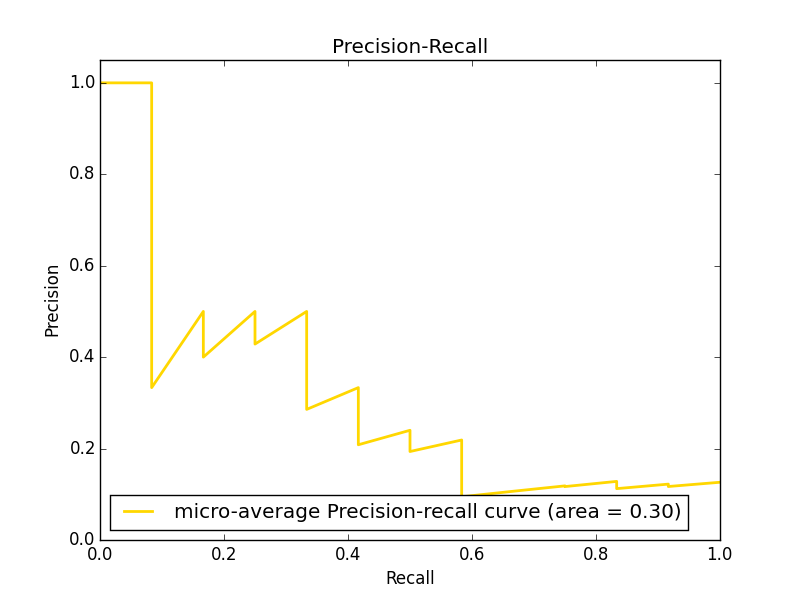 Precision-Recall
1.0
0.8
0.6
0.4
0.2
0.0
Precision
micro-average Precision-recall curve (area = 0.30)
0.0 0.2 0.4 0.6 0.8 1.0
Recall